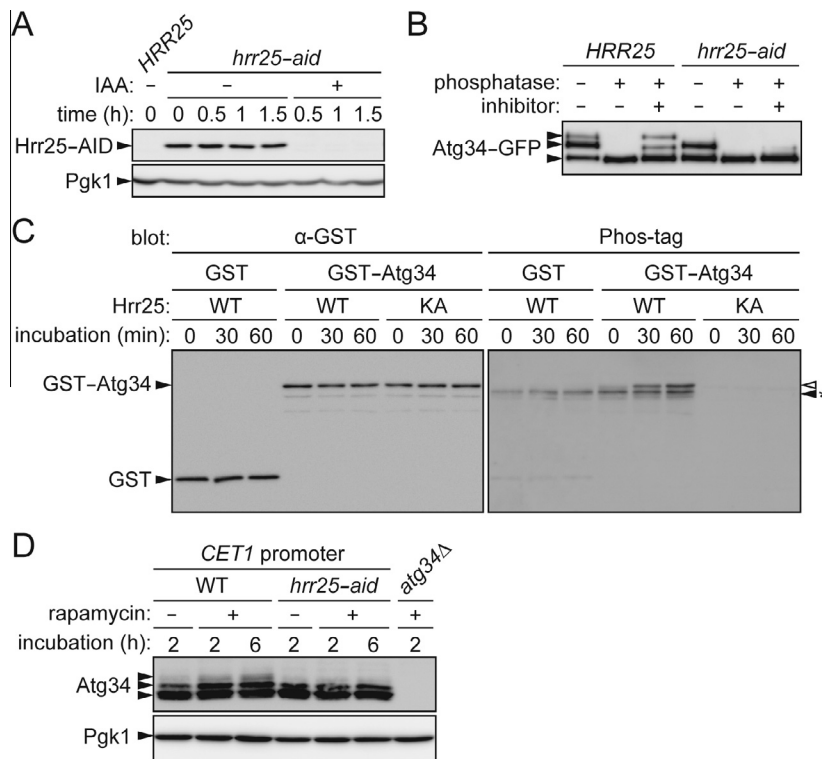 A
HRR25
hrr25–aid
IAA: – – +
time (h): 0 0 0.5 1 1.5 0.5 1 1.5
Hrr25–AID
Pgk1
B
HRR25 hrr25–aid
phosphatase: – + + – + +
inhibitor: + +
Atg34–GFP
C
blot: α-GST Phos-tag
GST GST–Atg34 GST GST–Atg34
Hrr25: WT WT KA WT WT KA
incubation (min): 0 30 60 0 30 60 0 30 60 0 30 60 0 30 60 0 30 60
GST–Atg34
*
GST
D
CET1 promoter
WT hrr25–aid atg34Δ
rapamycin: – + – + +
incubation (h): 2 2 6 2 2 6 2
Atg34
Pgk1